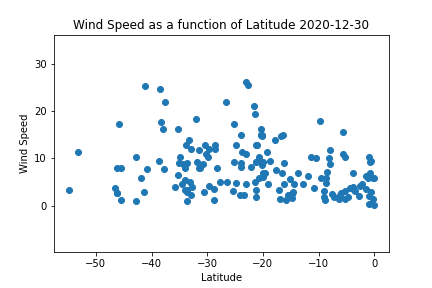 Wind Speed as a function of Latitude 2020-12-30
30
20
10
0
Wind Speed
−50 −40 −30 −20 −10 0
Latitude